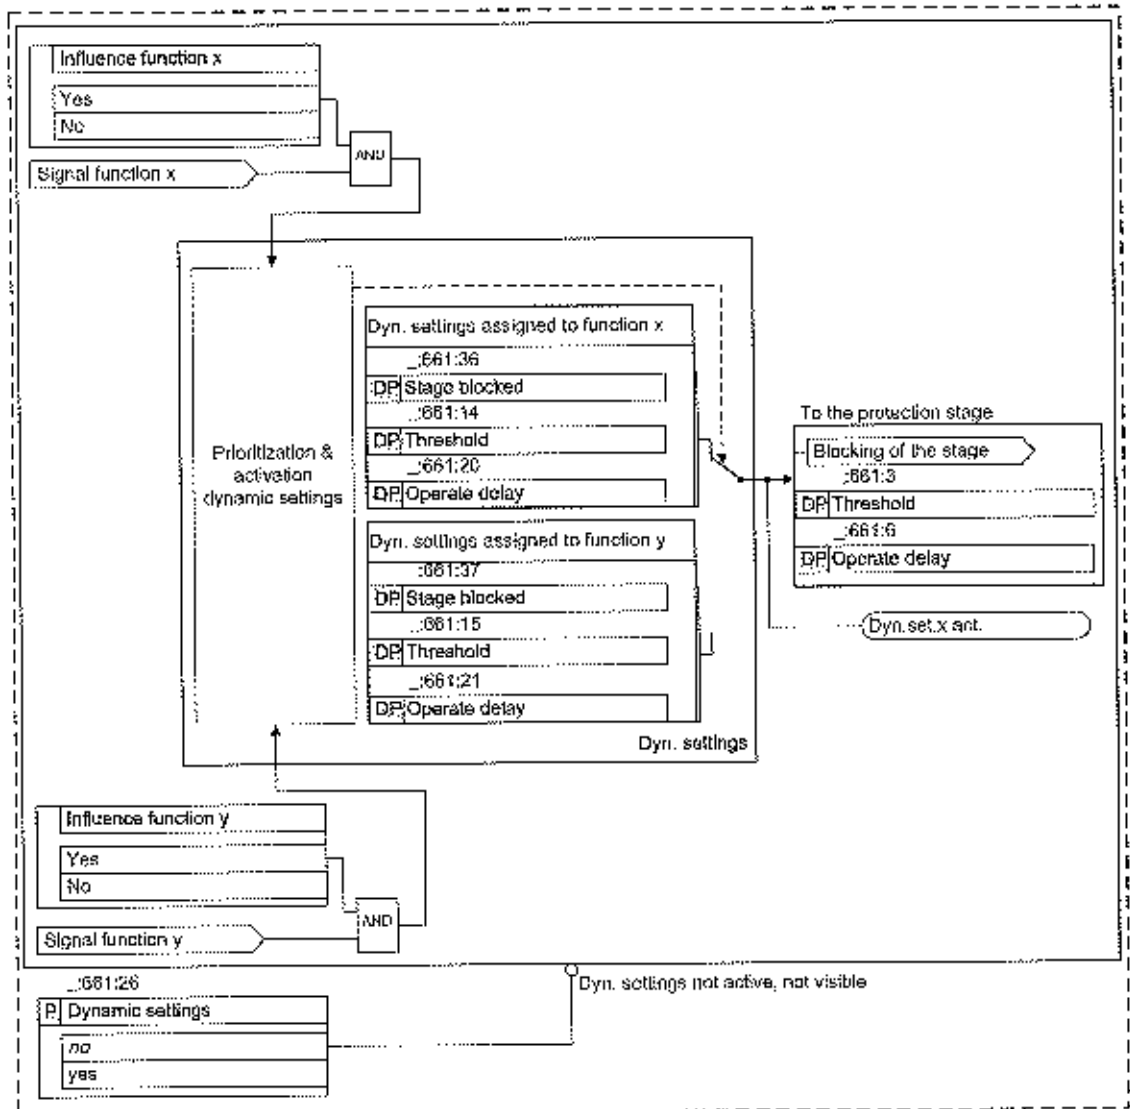 Influence function x
Yes
No
Signal function x
AND
Prioritization &
activation
dynamic settings
Dyn. settings assigned to function x
_:661:36
DP Stage blocked
_:661:14
DP Threshold
_:661:20
DP Operate delay
Dyn. settings assigned to function y
:661:37
DP Stage blocked
_:661:15
DP Threshold
_:661:21
DP Operate delay
Dyn. settings
To the protection stage
Blocking of the stage
_:661:3
DP Threshold
_:661:6
DP Operate delay
Dyn.set.x act.
Influence function y
Yes
No
Signal function y
AND
Dyn. settings not active, not visible
_:661:26
P Dynamic settings
no
yes